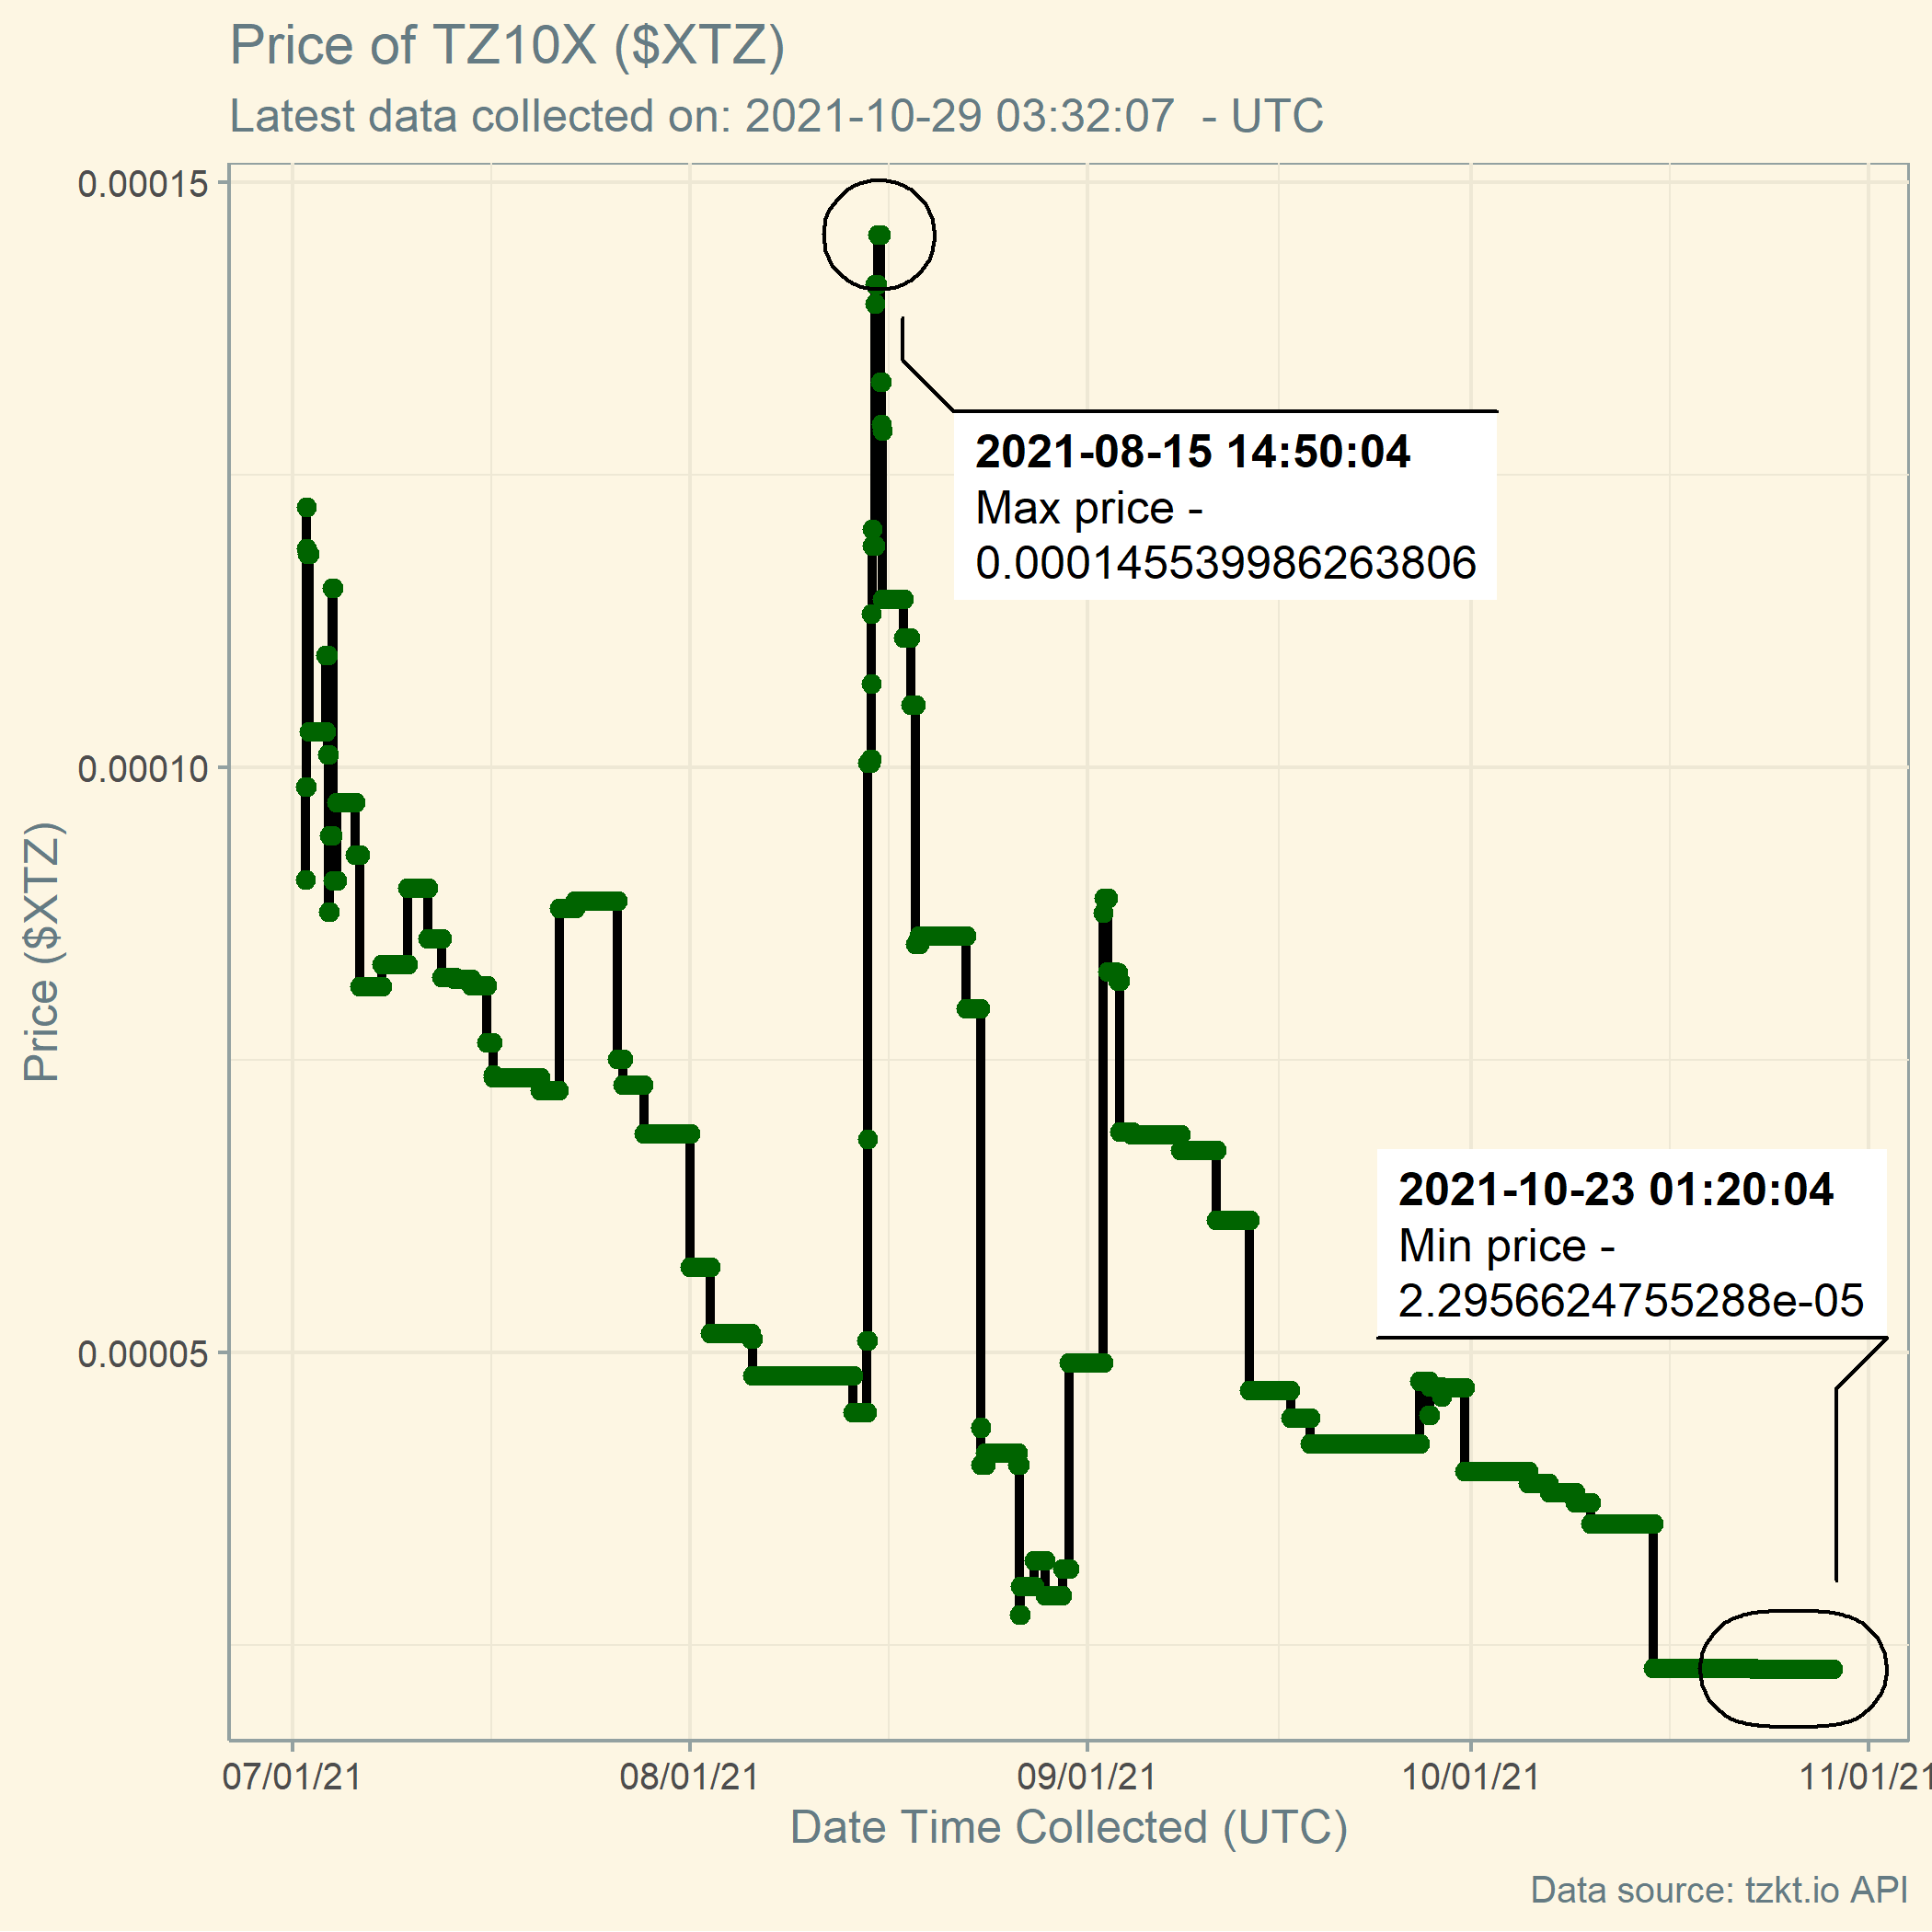 Price of TZ10X ($XTZ)
Latest data collected on: 2021-10-29 03:32:07  - UTC
0.00015
2021-08-15 14:50:04
Max price -
0.000145539986263806
0.00010
Price ($XTZ)
2021-10-23 01:20:04
Min price -
2.2956624755288e-05
0.00005
07/01/21
08/01/21
09/01/21
10/01/21
11/01/21
Date Time Collected (UTC)
Data source: tzkt.io API